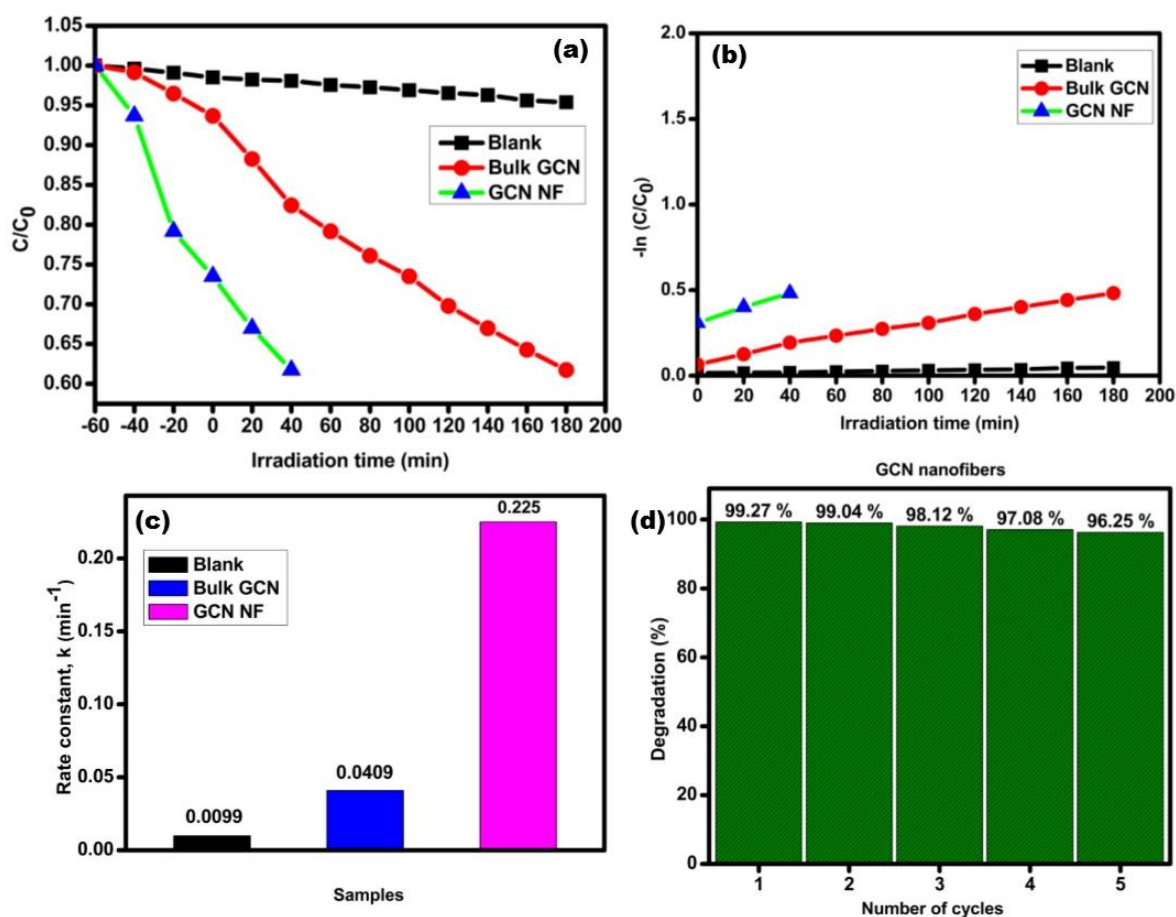 (a)
1.05
1.00
0.95
0.90
0.85
0.80
0.75
0.70
0.65
0.60
C/C0
Blank
Bulk GCN
GCN NF
-60 -40 -20 0 20 40 60 80 100 120 140 160 180 200
Irradiation time (min)
(b)
2.0
1.5
1.0
0.5
0.0
-ln (C/C0)
Blank
Bulk GCN
GCN NF
0 20 40 60 80 100 120 140 160 180 200
Irradiation time (min)
(c)
0.20
0.15
0.10
0.05
0.00
Rate constant, k (min-1)
Blank
Bulk GCN
GCN NF
0.0099
0.0409
0.225
Samples
GCN nanofibers
(d)
100
80
60
40
20
0
Degradation (%)
99.27 % 99.04 % 98.12 % 97.08 % 96.25 %
1 2 3 4 5
Number of cycles